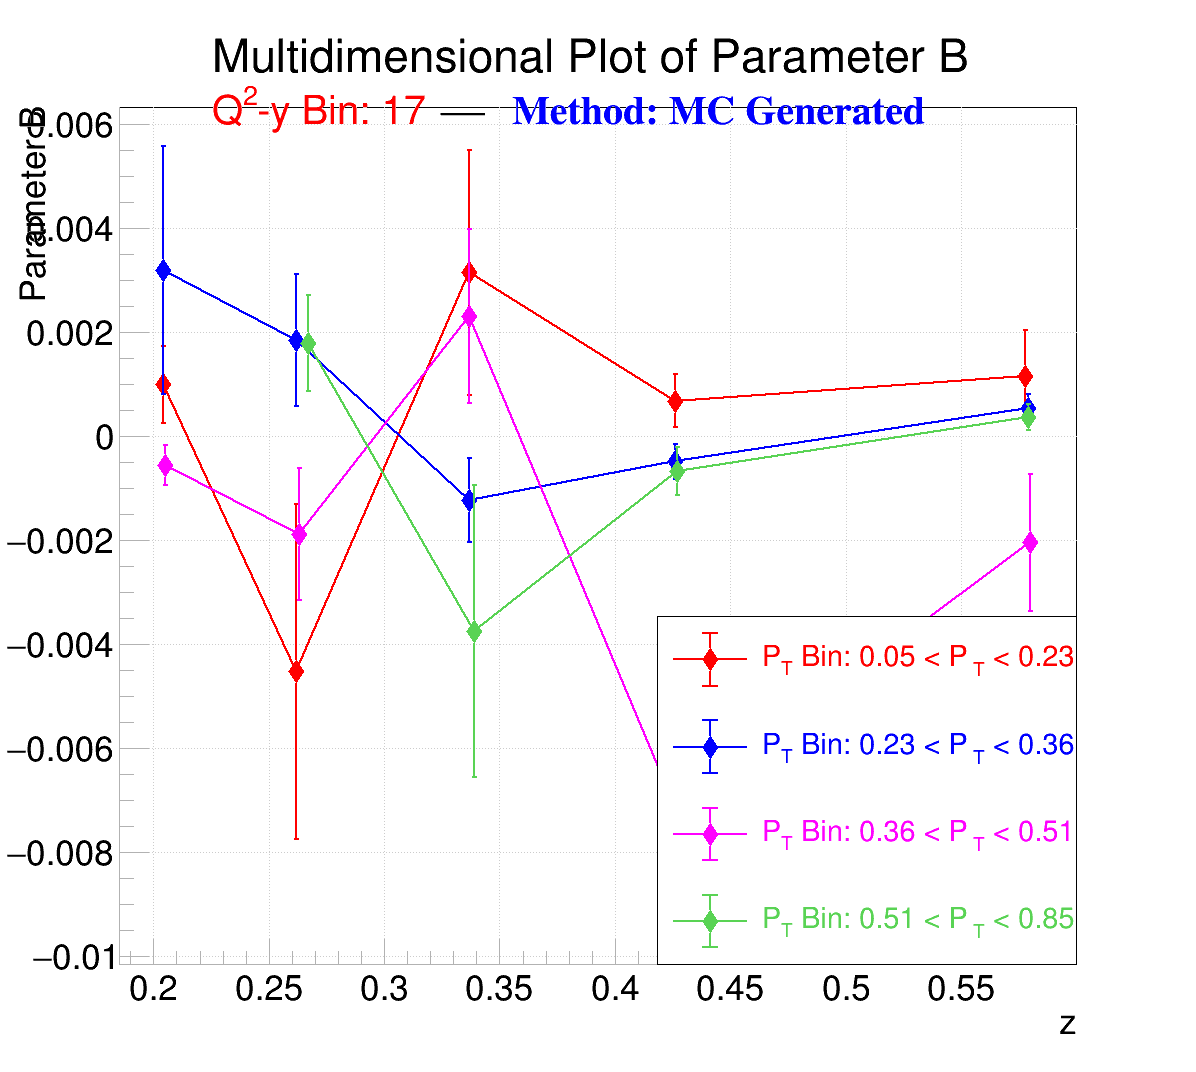 Multidimensional Plot of Parameter B
Q2-y Bin: 17 — Method: MC Generated
Parameter B
0.006
0.004
0.002
0
−0.002
−0.004
−0.006
−0.008
−0.01
PT Bin: 0.05 < PT < 0.23
PT Bin: 0.23 < PT < 0.36
PT Bin: 0.36 < PT < 0.51
PT Bin: 0.51 < PT < 0.85
0.2 0.25 0.3 0.35 0.4 0.45 0.5 0.55
z